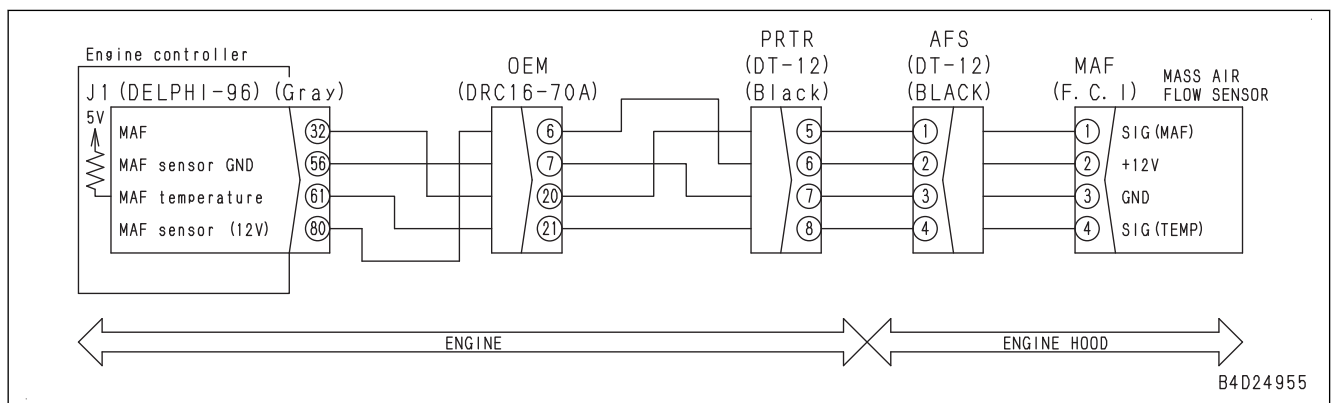 Engine controller
J1 (DELPHI-96) (Gray)
5V
MAF 32
MAF sensor GND 56
MAF temperature 61
MAF sensor (12V) 80
OEM
(DRC16-70A)
6
7
20
21
PRTR
(DT-12)
(Black)
5
6
7
8
AFS
(DT-12)
(BLACK)
1
2
3
4
MAF
(F.C.I)
MASS AIR
FLOW SENSOR
1 SIG(MAF)
2 +12V
3 GND
4 SIG(TEMP)
ENGINE
ENGINE HOOD
B4D24955